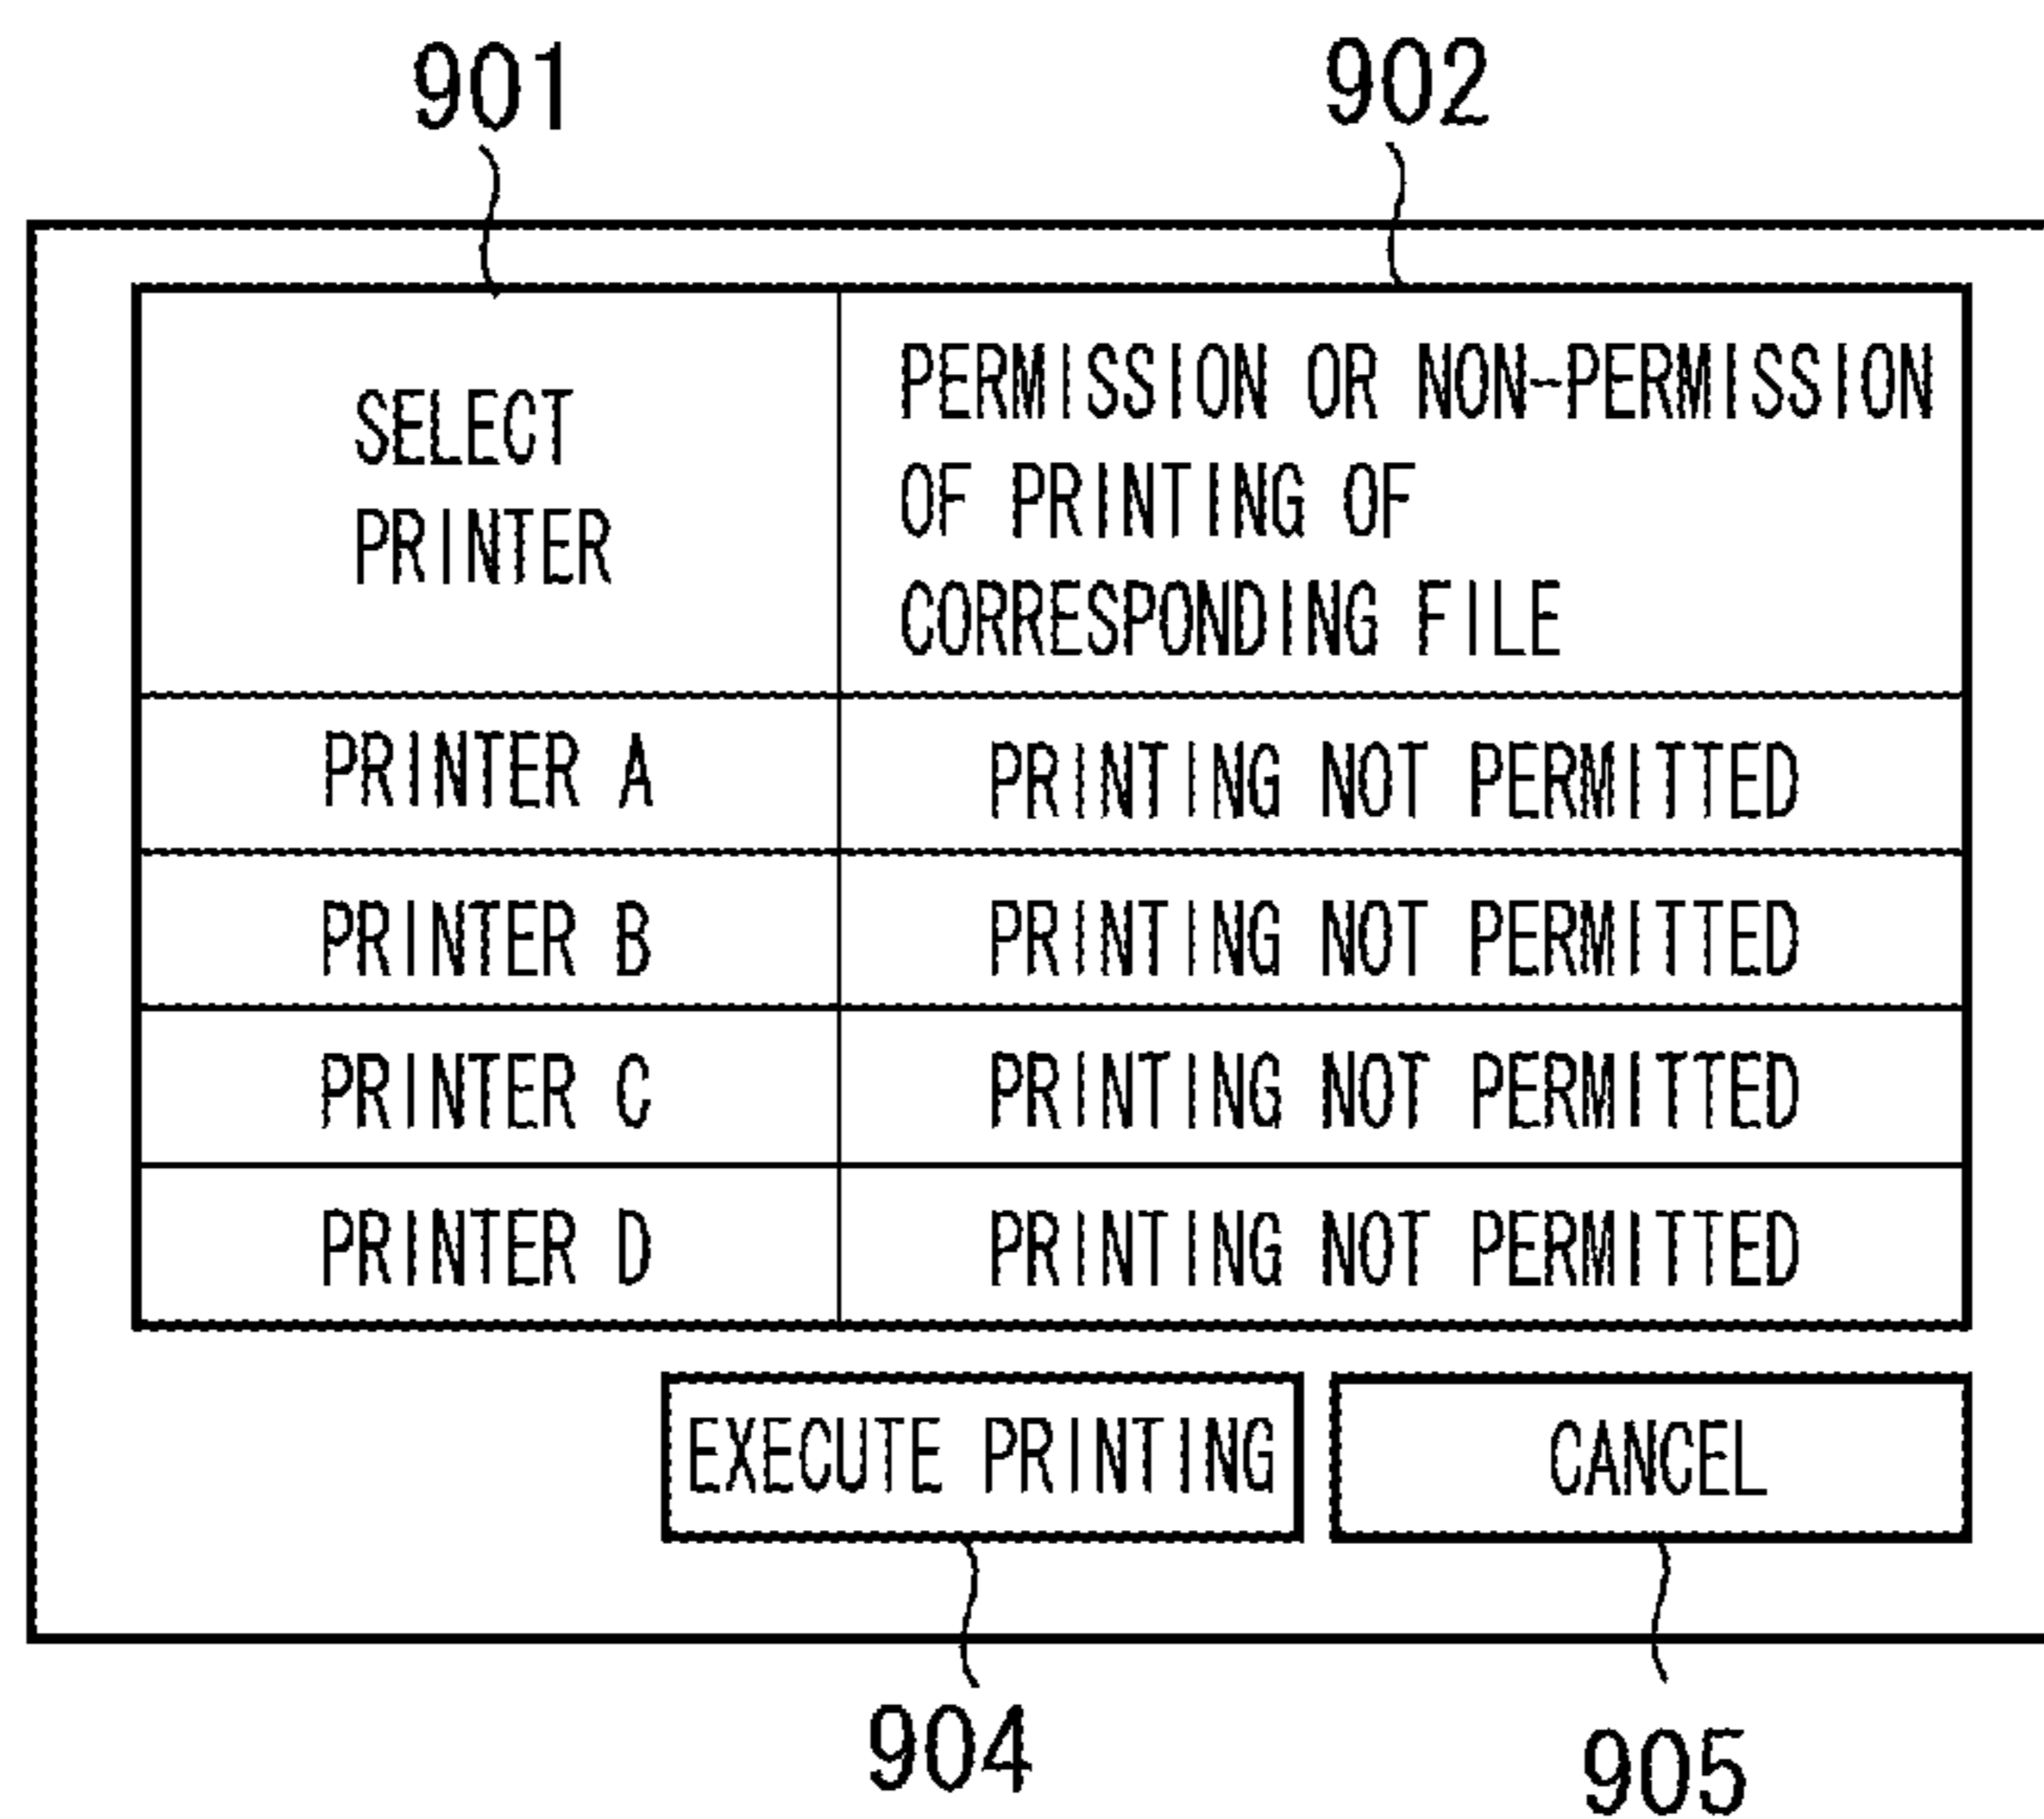 901
902
SELECT
PRINTER
PERMISSION OR NON-PERMISSION
OF PRINTING OF
CORRESPONDING FILE
PRINTER A
PRINTING NOT PERMITTED
PRINTER B
PRINTING NOT PERMITTED
PRINTER C
PRINTING NOT PERMITTED
PRINTER D
PRINTING NOT PERMITTED
EXECUTE PRINTING
CANCEL
904
905